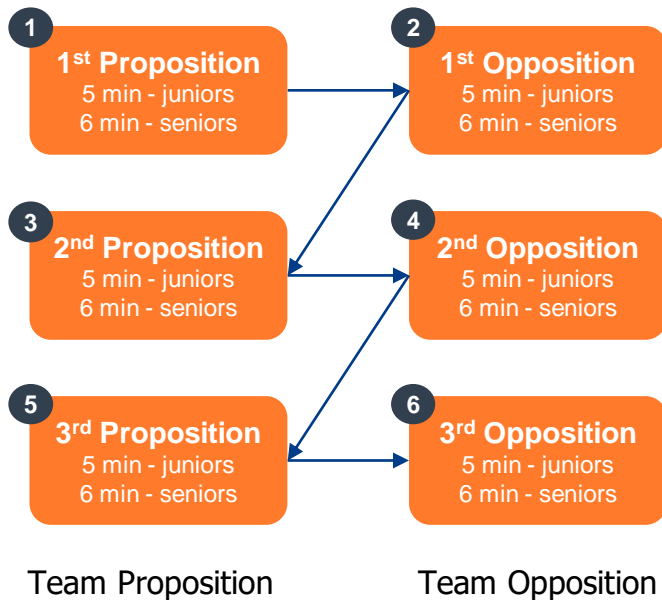 1
1st Proposition
5 min - juniors
6 min - seniors
2
1st Opposition
5 min - juniors
6 min - seniors
3
2nd Proposition
5 min - juniors
6 min - seniors
4
2nd Opposition
5 min - juniors
6 min - seniors
5
3rd Proposition
5 min - juniors
6 min - seniors
6
3rd Opposition
5 min - juniors
6 min - seniors
Team Proposition
Team Opposition